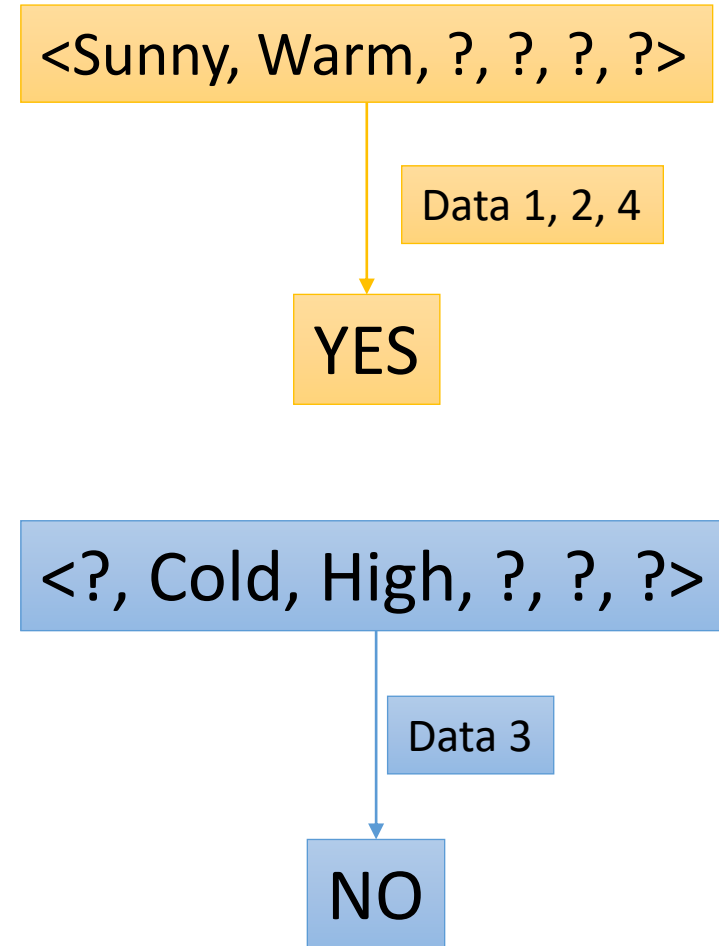 <Sunny, Warm, ?, ?, ?, ?>
Data 1, 2, 4
YES
<?, Cold, High, ?, ?, ?>
Data 3
NO